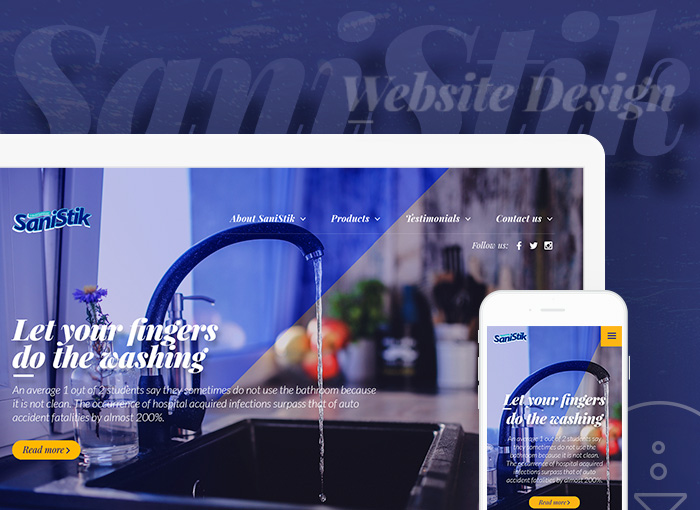 SaniStik
Website Design
SaniStik
About SaniStik
Products
Testimonials
Contact us
Follow us:
Let your fingers
do the washing
An average 1 out of 2 students say they sometimes do not use the bathroom because
it is not clean. The occurrence of hospital acquired infections surpass that of auto
accident fatalities by almost 200%.
Read more
SaniStik
Let your fingers
do the washing
An average 1 out of 2 students say
they sometimes do not use the
bathroom because it is not clean.
The occurrence of hospital acquired
infections surpass that of auto
accident fatalities by almost 200%.
Read more